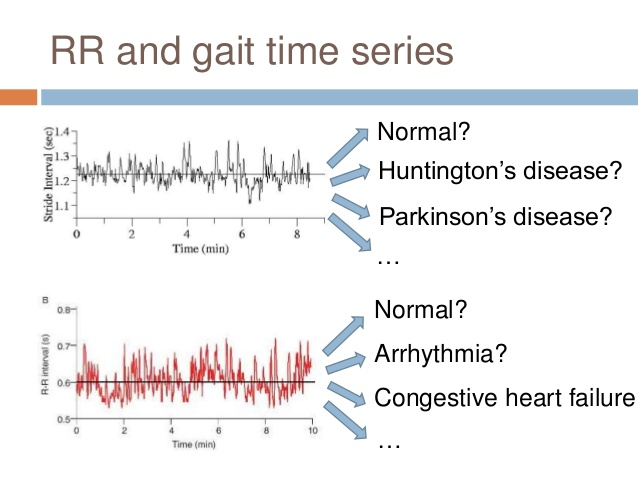 RR and gait time series
Normal?
Huntington’s disease?
Parkinson’s disease?
…
Stride Interval (sec)
1.4
1.3
1.2
1.1
0 2 4 6 8
Time (min)
B
Normal?
Arrhythmia?
Congestive heart failure
…
R-R interval (s)
0.8
0.7
0.6
0.5
0 2 4 6 8 10
Time (min)